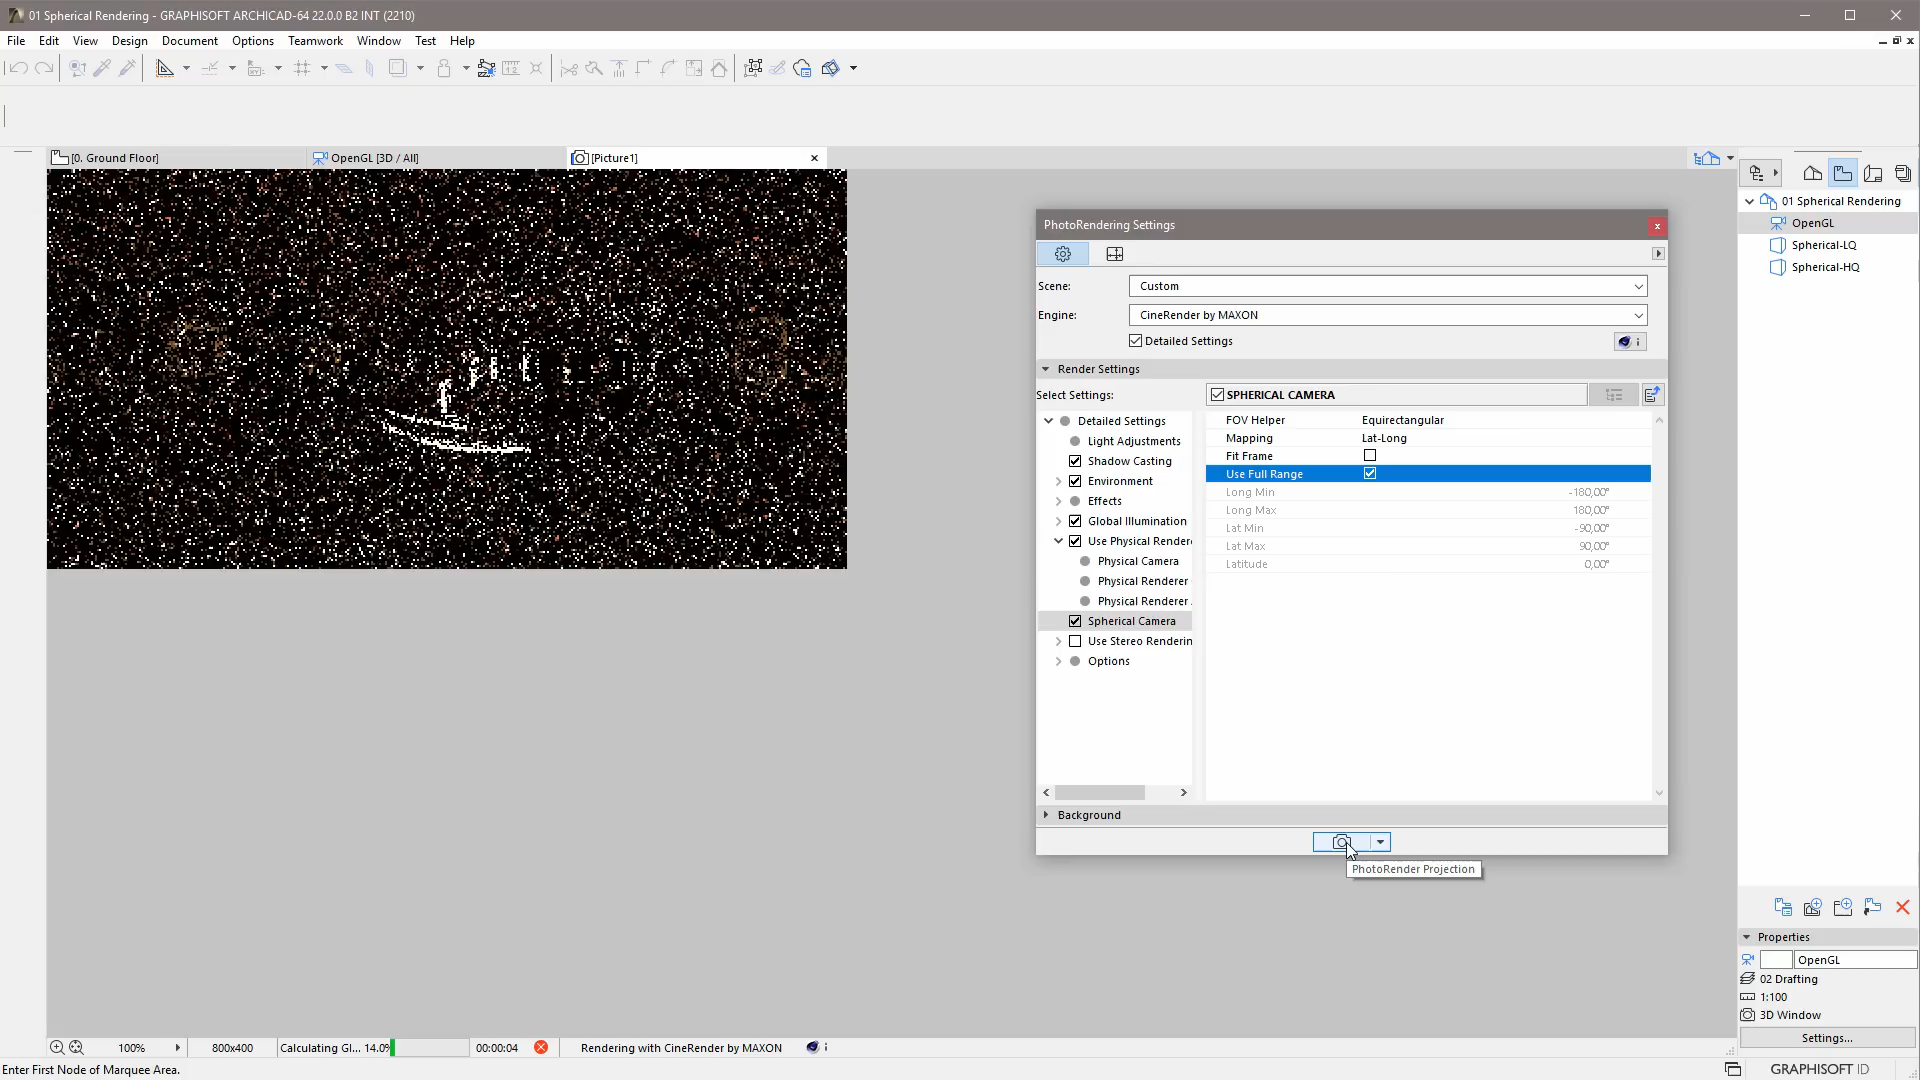 01 Spherical Rendering - GRAPHISOFT ARCHICAD-64 22.0.0 B2 INT (2210)
File Edit View Design Document Options Teamwork Window Test Help
[0. Ground Floor]
OpenGL [3D / All]
[Picture1]
PhotoRendering Settings
Scene: Custom
Engine: CineRender by MAXON
Detailed Settings
Render Settings
Select Settings:
SPHERICAL CAMERA
Detailed Settings
Light Adjustments
Shadow Casting
Environment
Effects
Global Illumination
Use Physical Rendere
Physical Camera
Physical Renderer
Physical Renderer
Spherical Camera
Use Stereo Renderin
Options
FOV Helper Equirectangular
Mapping Lat-Long
Fit Frame
Use Full Range
Long Min -180,00°
Long Max 180,00°
Lat Min -90,00°
Lat Max 90,00°
Latitude 0,00°
Background
PhotoRender Projection
01 Spherical Rendering
OpenGL
Spherical-LQ
Spherical-HQ
Properties
OpenGL
02 Drafting
1:100
3D Window
Settings...
100% 800x400 Calculating GI... 14.0% 00:00:04 Rendering with CineRender by MAXON i
Enter First Node of Marquee Area.
GRAPHISOFT ID